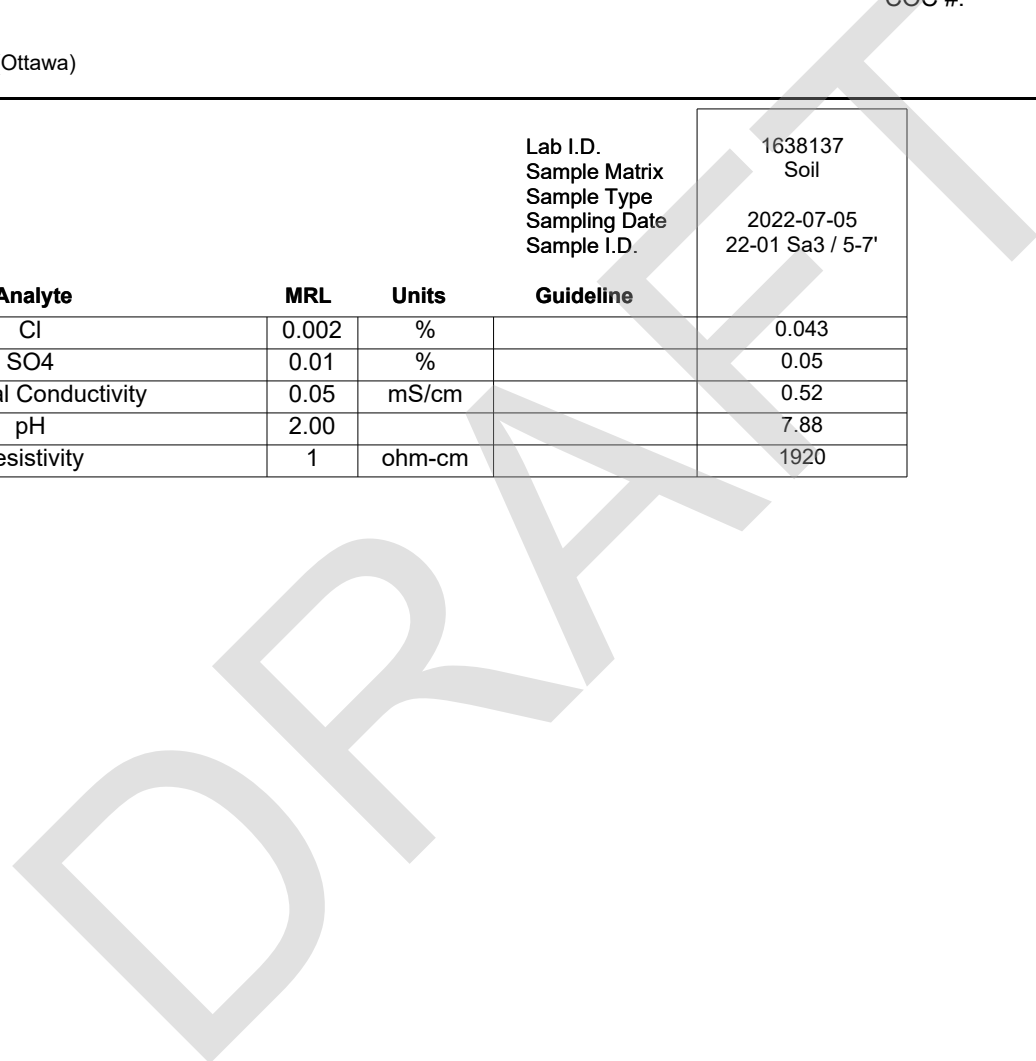 COC #:
Ottawa)
Lab I.D. 1638137
Sample Matrix Soil
Sample Type
Sampling Date 2022-07-05
Sample I.D. 22-01 Sa3 / 5-7'
Analyte MRL Units Guideline
Cl 0.002 % 0.043
SO4 0.01 % 0.05
al Conductivity 0.05 mS/cm 0.52
pH 2.00 7.88
esistivity 1 ohm-cm 1920
DRAFT